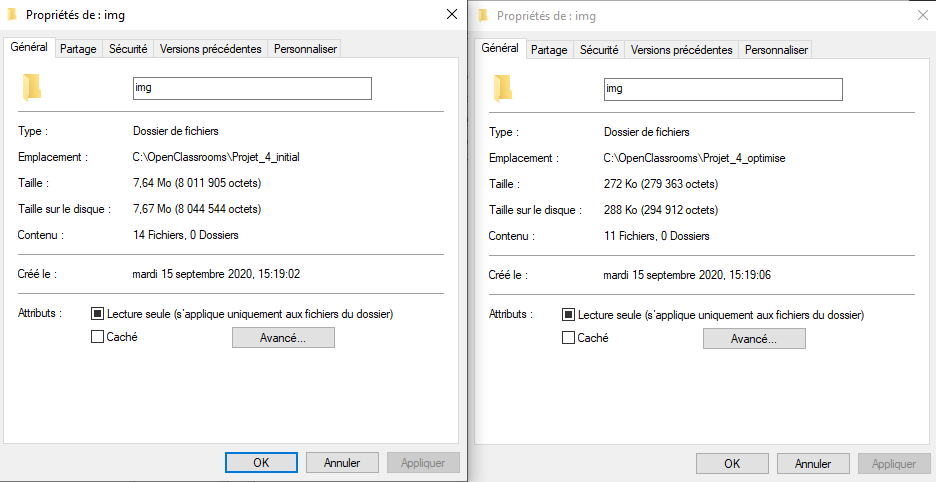 Propriétés de : img
Général Partage Sécurité Versions précédentes Personnaliser
img
Type : Dossier de fichiers
Emplacement : C:\OpenClassrooms\Projet_4_initial
Taille : 7,64 Mo (8 011 905 octets)
Taille sur le disque : 7,67 Mo (8 044 544 octets)
Contenu : 14 Fichiers, 0 Dossiers
Créé le : mardi 15 septembre 2020, 15:19:02
Attributs : Lecture seule (s'applique uniquement aux fichiers du dossier)
Caché Avancé...
OK Annuler Appliquer
Propriétés de : img
Général Partage Sécurité Versions précédentes Personnaliser
img
Type : Dossier de fichiers
Emplacement : C:\OpenClassrooms\Projet_4_optimise
Taille : 272 Ko (279 363 octets)
Taille sur le disque : 288 Ko (294 912 octets)
Contenu : 11 Fichiers, 0 Dossiers
Créé le : mardi 15 septembre 2020, 15:19:06
Attributs : Lecture seule (s'applique uniquement aux fichiers du dossier)
Caché Avancé...
OK Annuler Appliquer